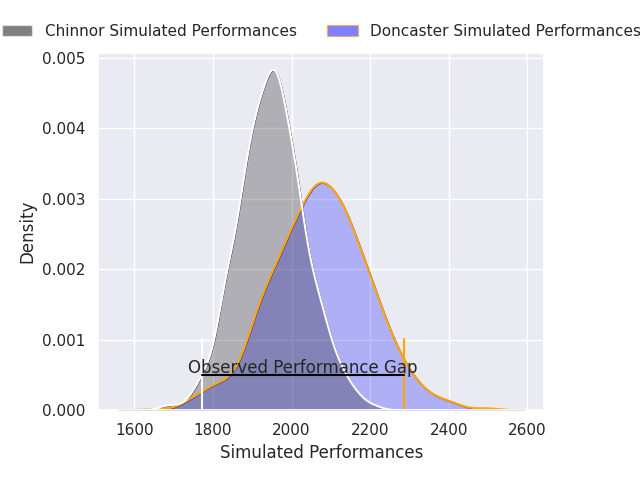 Chinnor Simulated Performances
Doncaster Simulated Performances
0.005
0.004
0.003
0.002
0.001
0.000
Density
Observed Performance Gap
1600 1800 2000 2200 2400 2600
Simulated Performances